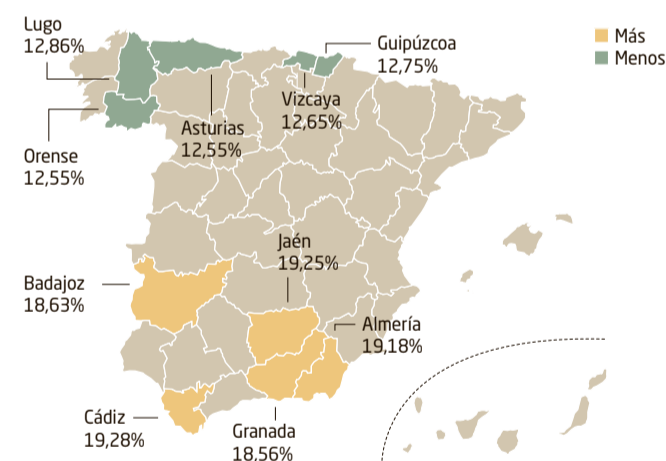 Lugo
12,86%
Guipúzcoa
12,75%
Más
Menos
Vizcaya
12,65%
Asturias
12,55%
Orense
12,55%
Jaén
19,25%
Badajoz
18,63%
Almería
19,18%
Cádiz
19,28%
Granada
18,56%